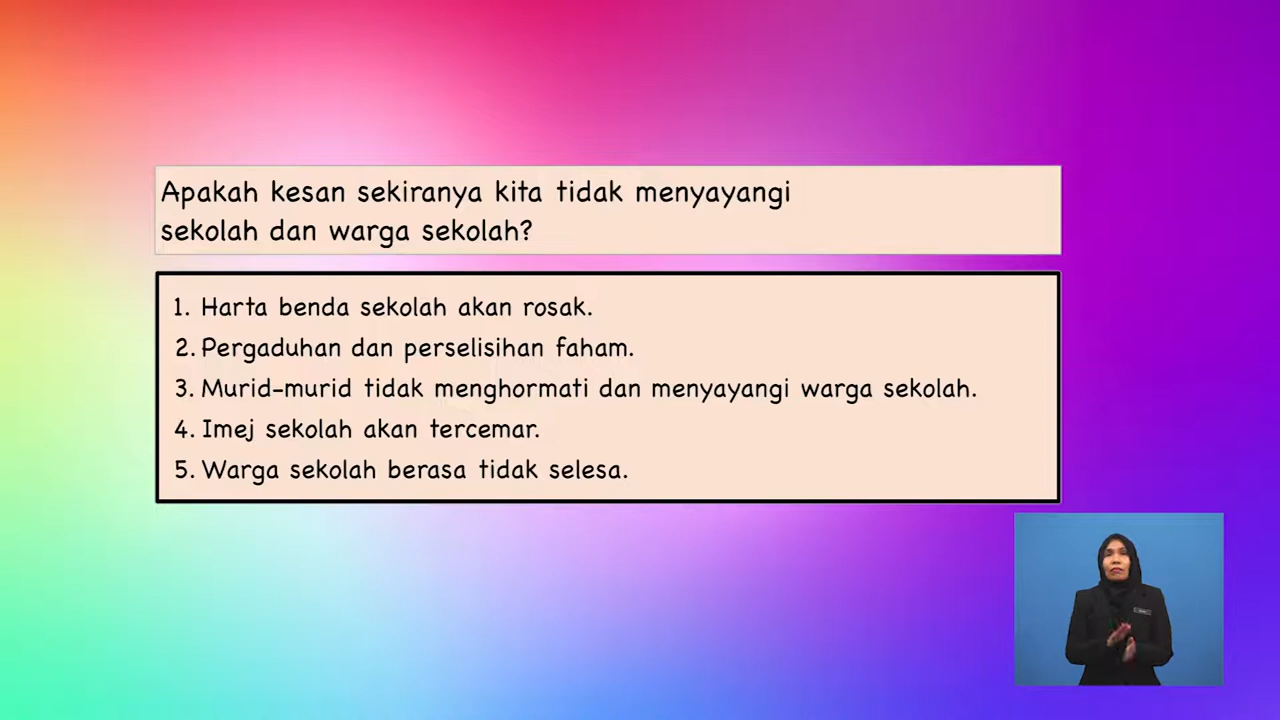 Apakah kesan sekiranya kita tidak menyayangi
sekolah dan warga sekolah?
1. Harta benda sekolah akan rosak.
2. Pergaduhan dan perselisihan faham.
3. Murid-murid tidak menghormati dan menyayangi warga sekolah.
4. Imej sekolah akan tercemar.
5. Warga sekolah berasa tidak selesa.